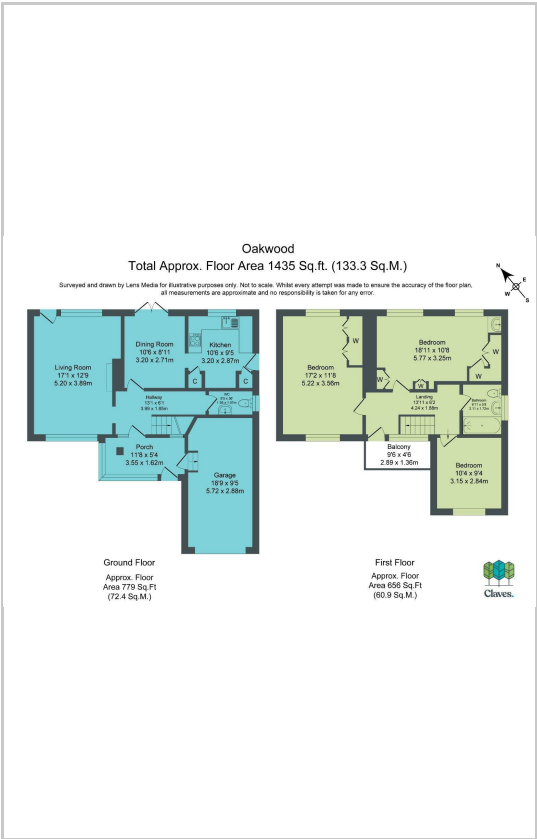 Oakwood
Total Approx. Floor Area 1435 Sq.ft. (133.3 Sq.M.)
Surveyed and drawn by Lens Media for illustrative purposes only. Not to scale. Whilst every attempt was made to ensure the accuracy of the floor plan,
all measurements are approximate and no responsibility is taken for any error.
N
E
W
S
Living Room
17'1 x 12'9
5.20 x 3.89m
Dining Room
10'6 x 8'11
3.20 x 2.71m
Kitchen
10'6 x 9'5
3.20 x 2.87m
C
C
Hallway
13'1 x 6'1
WC
Porch
11'8 x 5'4
3.55 x 1.62m
Garage
18'9 x 9'5
5.72 x 2.88m
Ground Floor
Approx. Floor
Area 779 Sq.Ft
(72.4 Sq.M.)
Bedroom
17'2 x 11'8
5.22 x 3.56m
W
Bedroom
18'11 x 10'8
5.77 x 3.25m
W
W
W
W
Landing
13'11 x 6'2
4.24 x 1.88m
Bathroom
Balcony
9'6 x 4'6
2.89 x 1.36m
Bedroom
10'4 x 9'4
3.15 x 2.84m
First Floor
Approx. Floor
Area 656 Sq.Ft
(60.9 Sq.M.)
Claves.